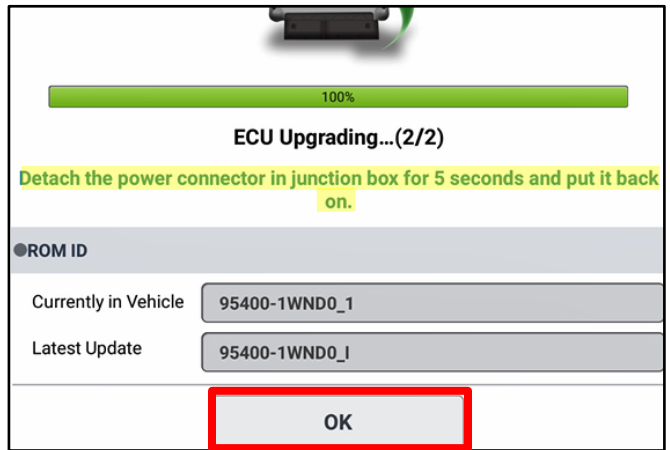 100%
ECU Upgrading...(2/2)
Detach the power connector in junction box for 5 seconds and put it back
on.
ROM ID
Currently in Vehicle 95400-1WND0_1
Latest Update 95400-1WND0_I
OK